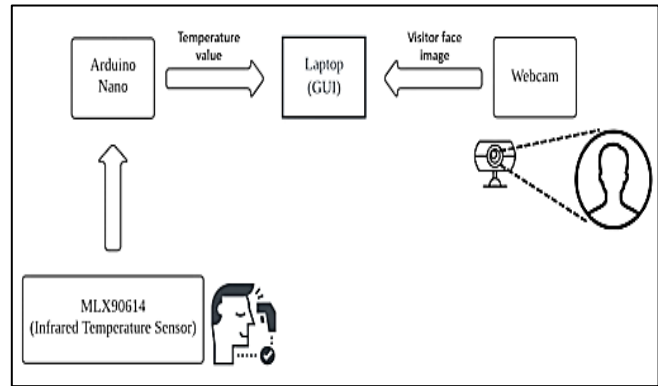 Arduino
Nano
Temperature
value
Laptop
(GUI)
Visitor face
image
Webcam
MLX90614
(Infrared Temperature Sensor)